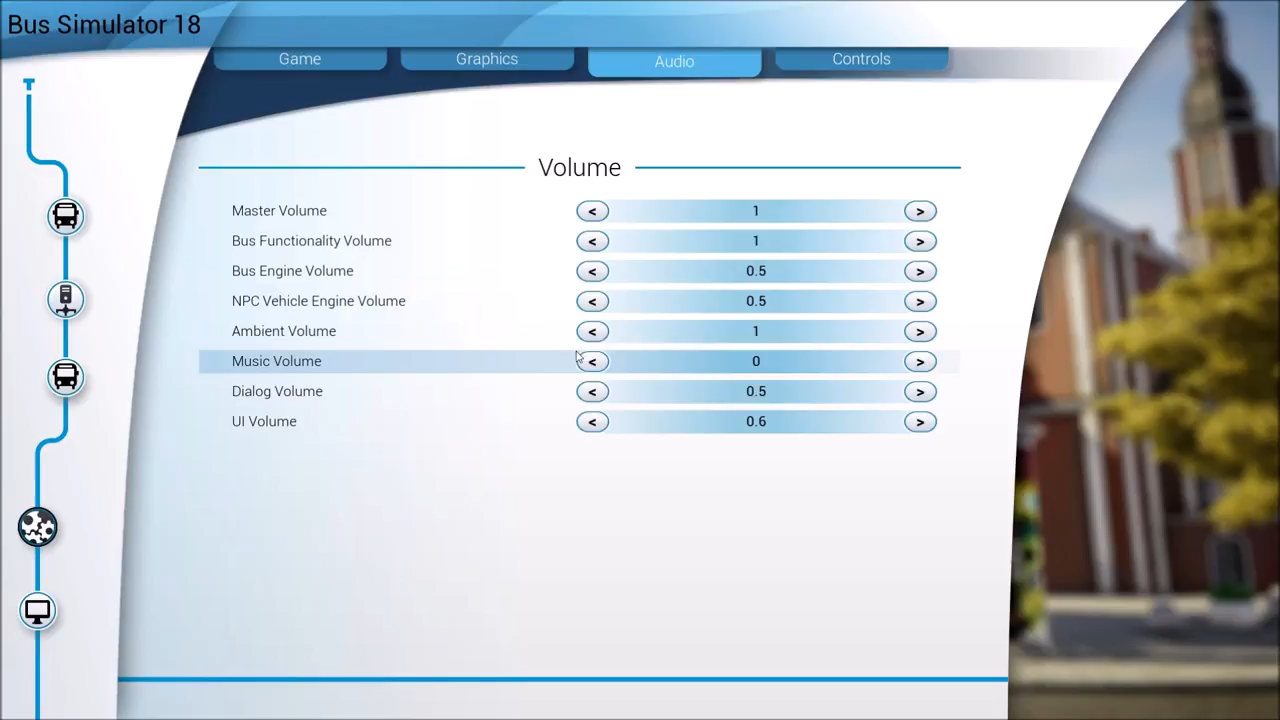 Bus Simulator 18
Game Graphics Audio Controls
Volume
Master Volume < 1 >
Bus Functionality Volume < 1 >
Bus Engine Volume < 0.5 >
NPC Vehicle Engine Volume < 0.5 >
Ambient Volume < 1 >
Music Volume < 0 >
Dialog Volume < 0.5 >
UI Volume < 0.6 >